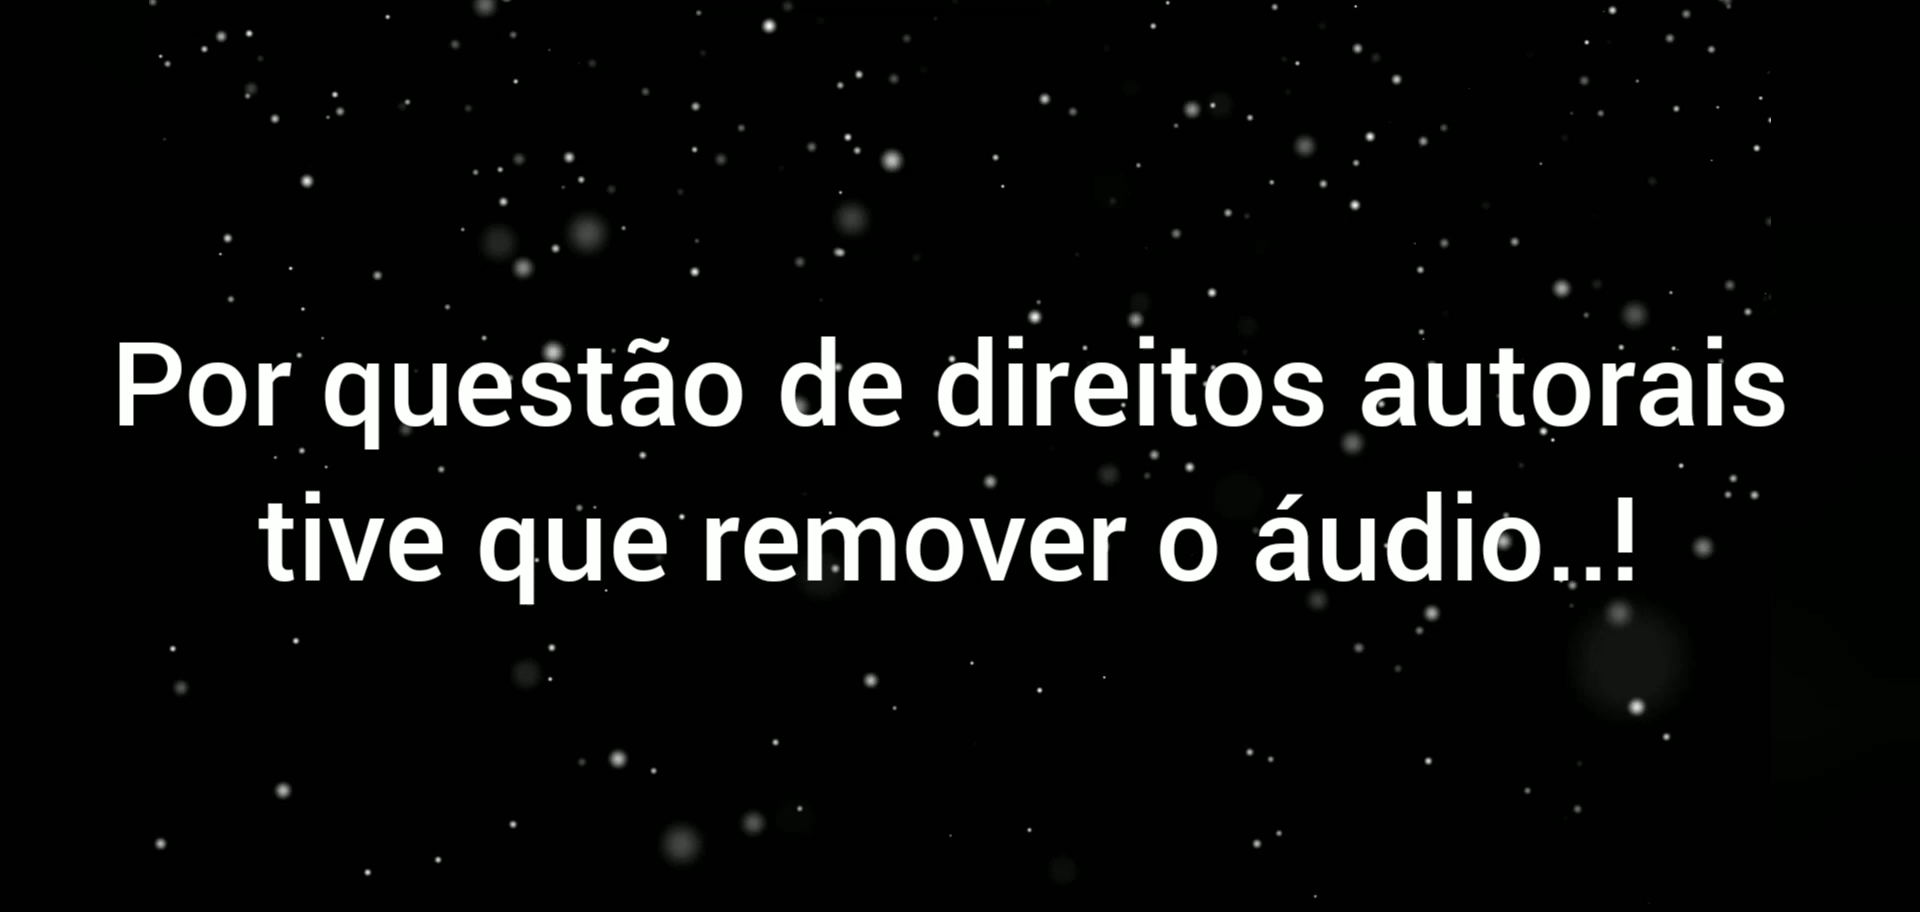 Por questão de direitos autorais
tive que remover o áudio..!